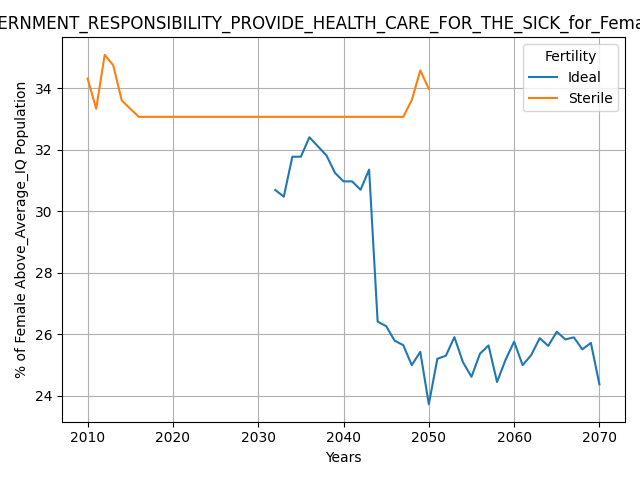 ERNMENT_RESPONSIBILITY_PROVIDE_HEALTH_CARE_FOR_THE_SICK_for_Fema
Fertility
Ideal
Sterile
% of Female Above_Average_IQ Population
34
32
30
28
26
24
2010 2020 2030 2040 2050 2060 2070
Years